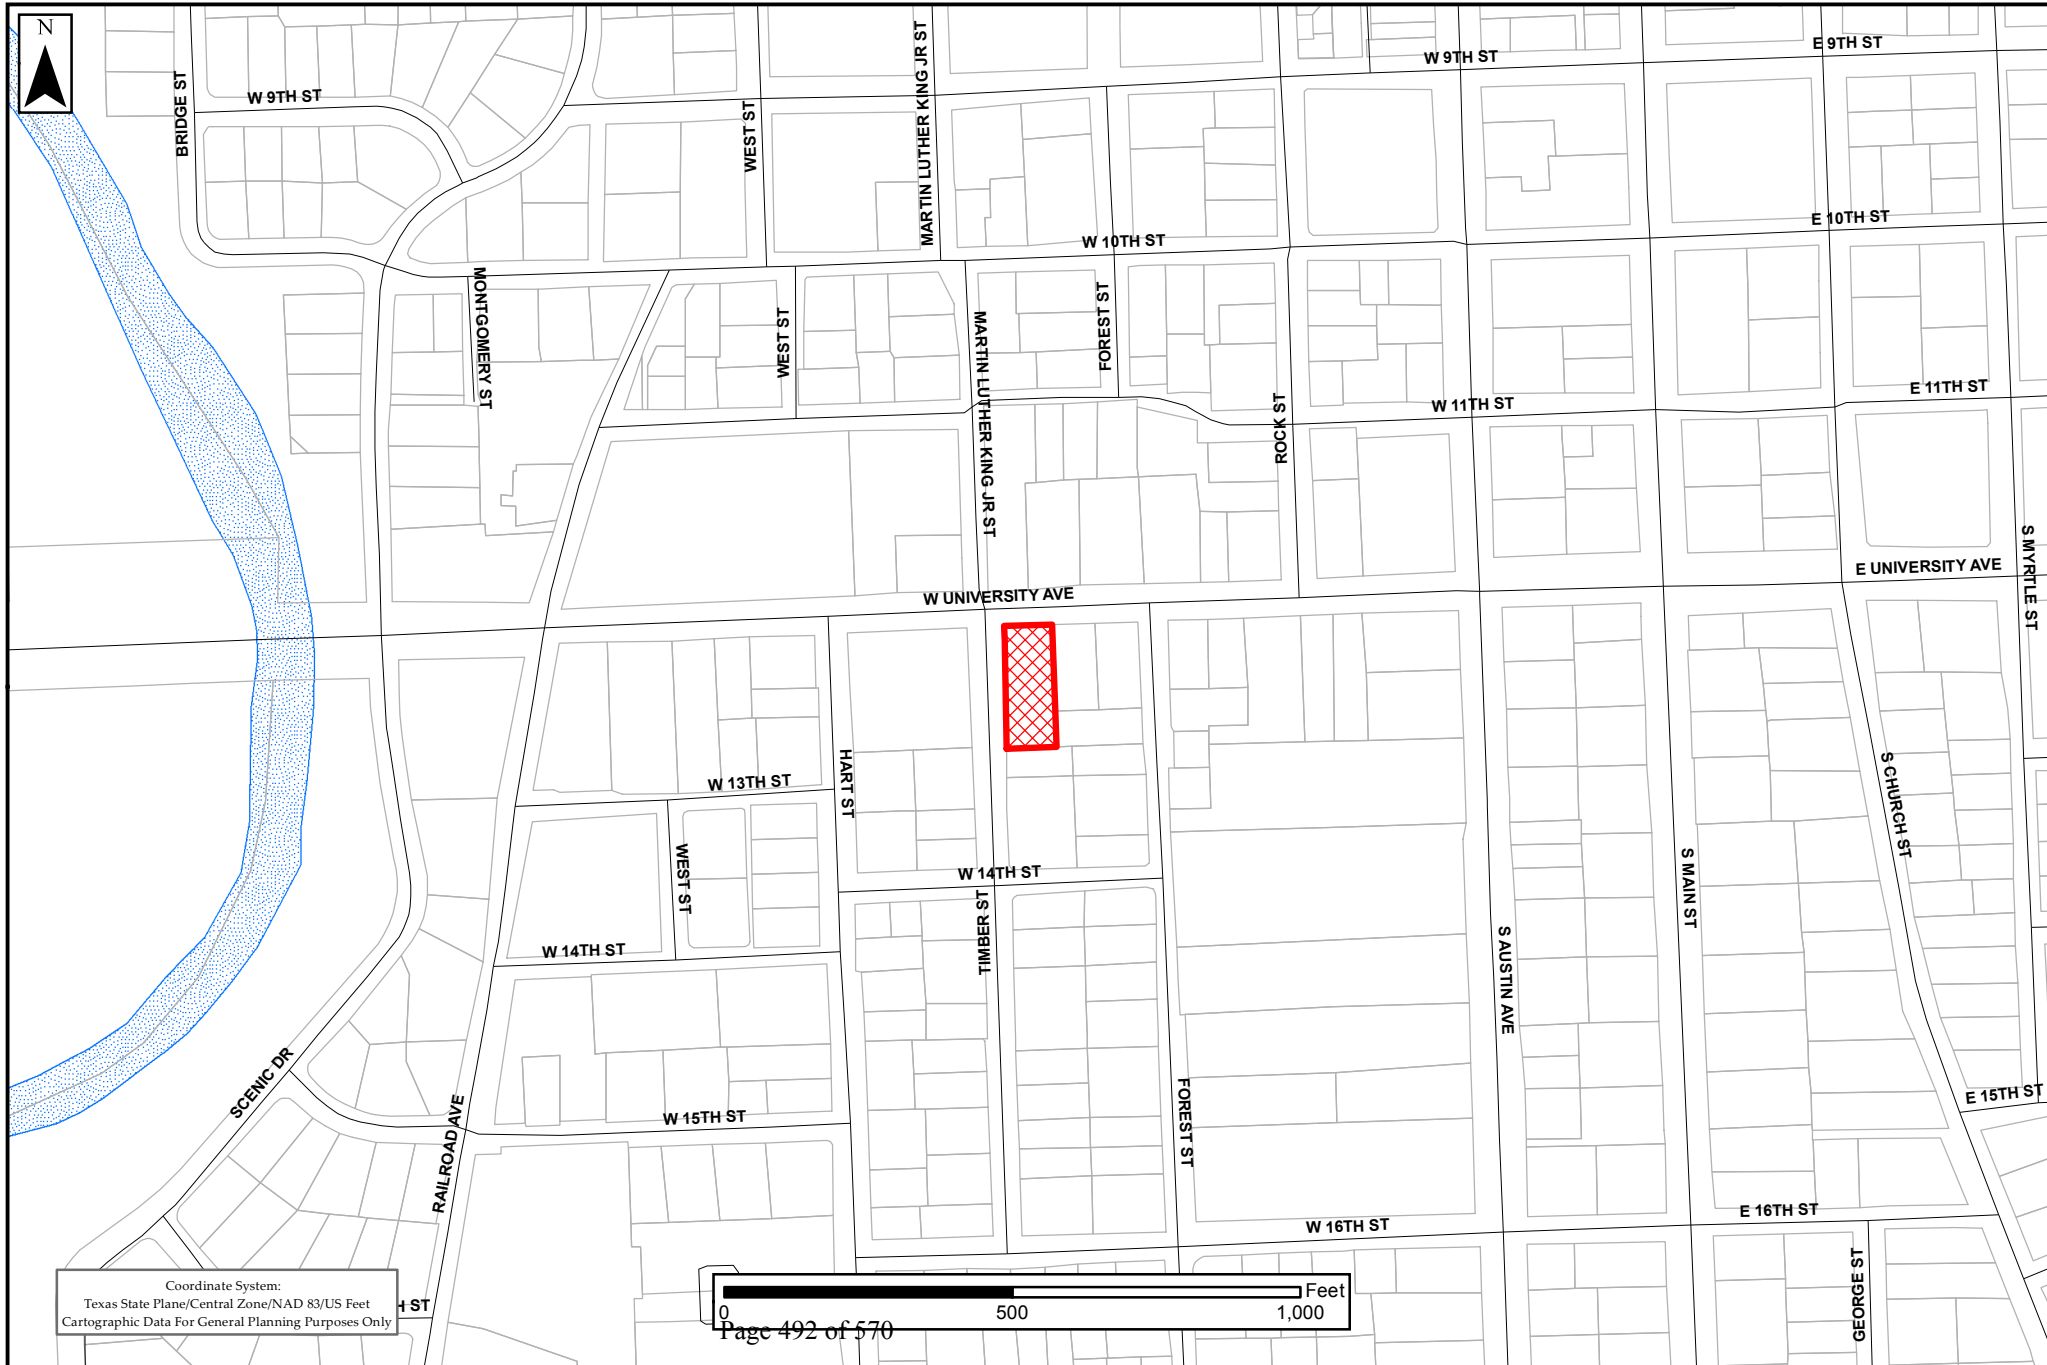 N
BRIDGE ST
W 9TH ST
WEST ST
MARTIN LUTHER KING JR ST
W 9TH ST
E 9TH ST
W 10TH ST
E 10TH ST
MONTGOMERY ST
WEST ST
MARTIN LUTHER KING JR ST
FOREST ST
ROCK ST
W 11TH ST
E 11TH ST
W UNIVERSITY AVE
E UNIVERSITY AVE
S MYRTLE ST
HART ST
W 13TH ST
WEST ST
W 14TH ST
W 14TH ST
TIMBER ST
S AUSTIN AVE
S MAIN ST
S CHURCH ST
SCENIC DR
RAILROAD AVE
W 15TH ST
FOREST ST
E 15TH ST
W 16TH ST
E 16TH ST
GEORGE ST
H ST
Coordinate System:
Texas State Plane/Central Zone/NAD 83/US Feet
Cartographic Data For General Planning Purposes Only
Feet
0 500 1,000
Page 492 of 570